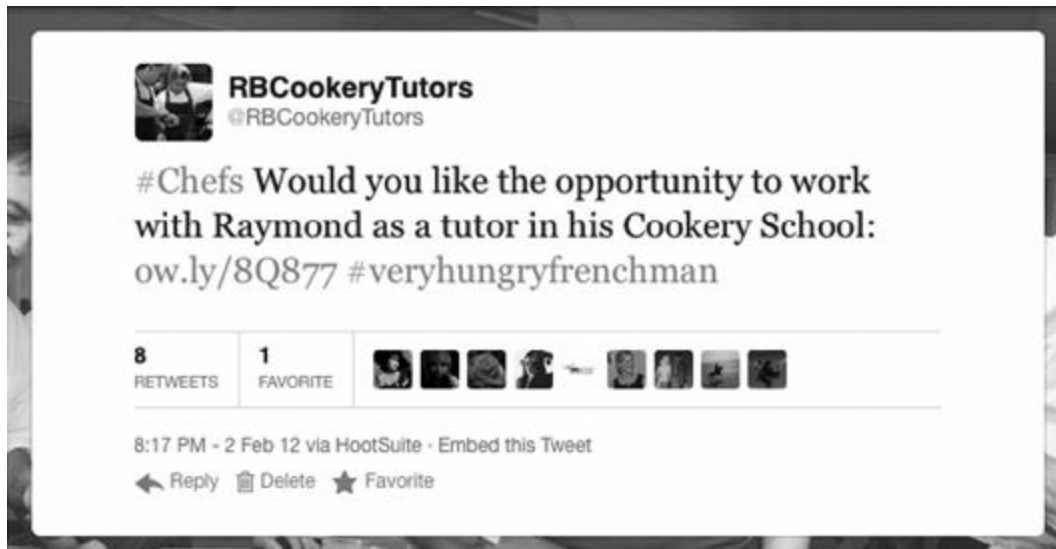 RBCookeryTutors
@RBCookeryTutors
#Chefs Would you like the opportunity to work
with Raymond as a tutor in his Cookery School:
ow.ly/8Q877 #veryhungryfrenchman
8 1
RETWEETS FAVORITE
8:17 PM - 2 Feb 12 via HootSuite · Embed this Tweet
Reply Delete Favorite